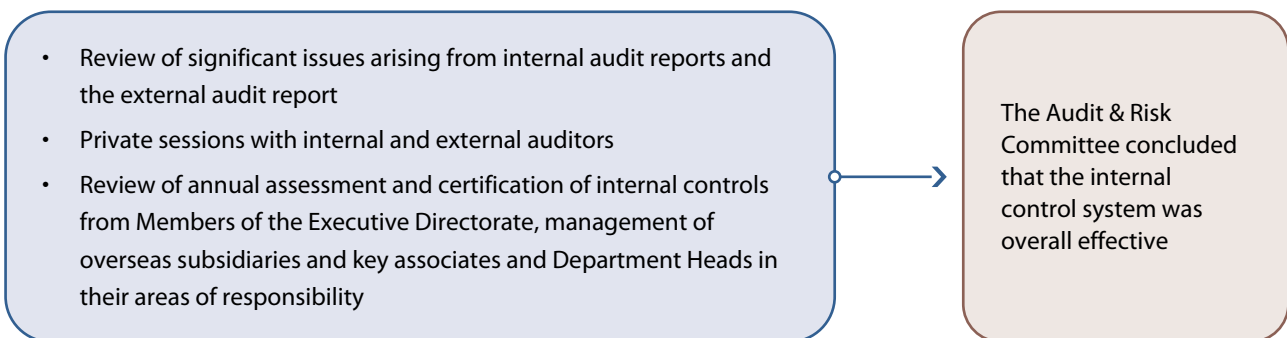 • Review of significant issues arising from internal audit reports and
the external audit report
• Private sessions with internal and external auditors
• Review of annual assessment and certification of internal controls
from Members of the Executive Directorate, management of
overseas subsidiaries and key associates and Department Heads in
their areas of responsibility
The Audit & Risk
Committee concluded
that the internal
control system was
overall effective